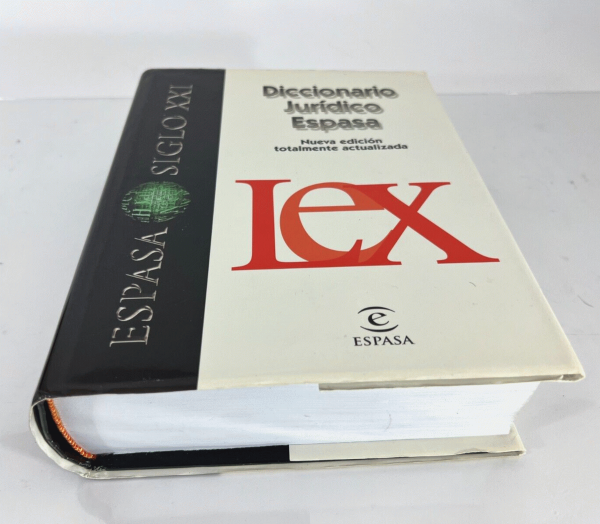 ESPASA SIGLO XXI
Diccionario
Jurídico
Espasa
Nueva edición
totalmente actualizada
Lex
e
ESPASA